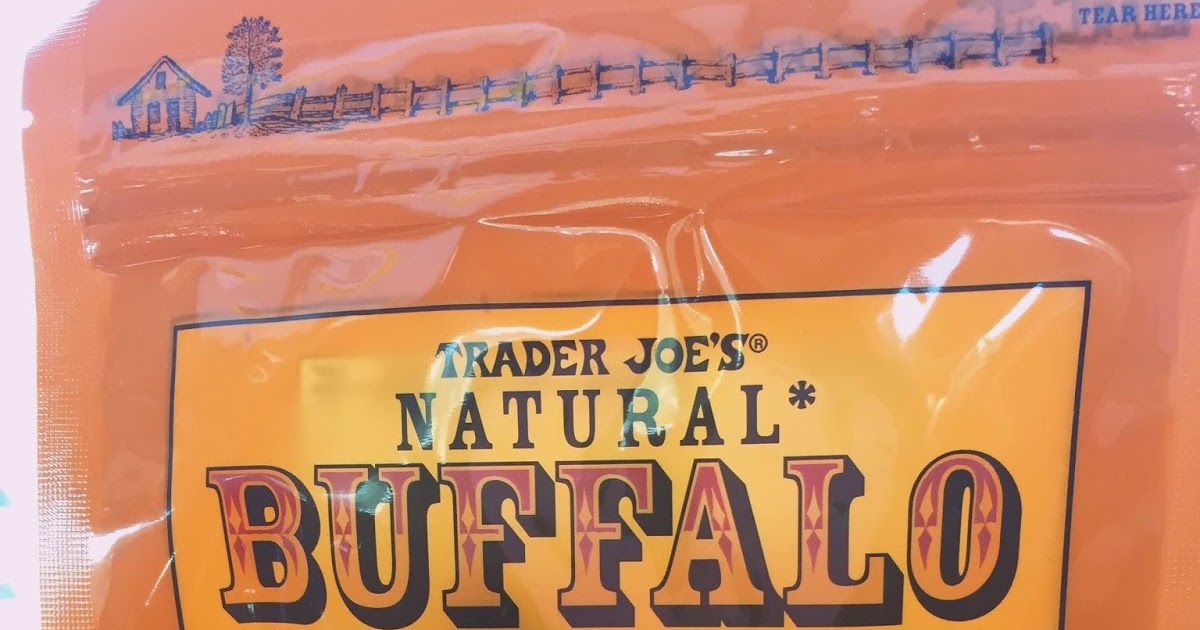 TEAR HERE
TRADER JOE'S®
NATURAL*
BUFFALO